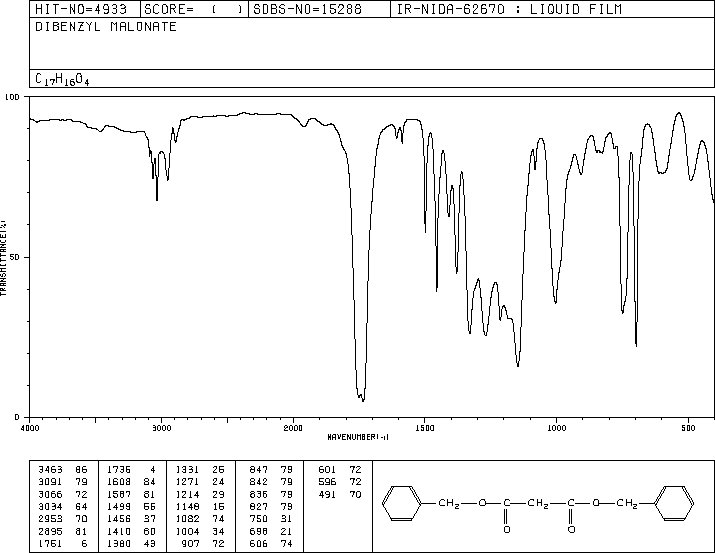 HIT-NO=4933 SCORE= ( ) SDBS-NO=15288 IR-NIDA-62670 : LIQUID FILM
DIBENZYL MALONATE
C17H16O4
100
50
0
TRANSMITTANCE(%)
4000 3000 2000 1500 1000 500
WAVENUMBER(-1)
3463 86 1736 4 1331 26 847 79 601 72
3091 79 1608 84 1271 24 842 79 596 72
3066 72 1587 81 1214 29 836 79 491 70
3034 64 1499 55 1148 16 827 79
2953 70 1456 37 1082 74 750 31
2895 81 1410 60 1004 34 698 21
1751 6 1380 43 907 72 606 74
CH2 O C CH2 C O CH2
O O